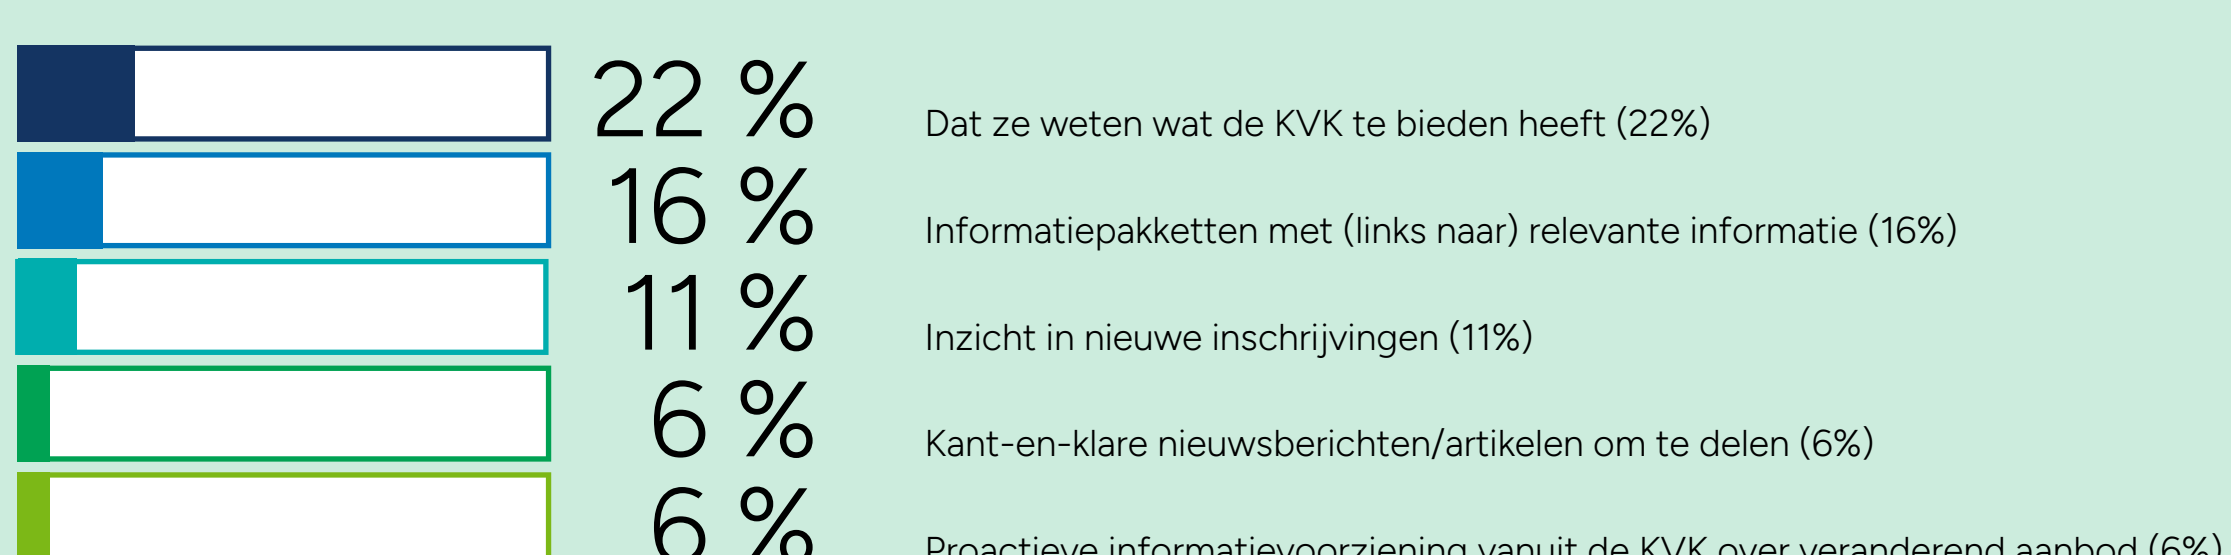 22 % Dat ze weten wat de KVK te bieden heeft (22%)
16 % Informatiepakketten met (links naar) relevante informatie (16%)
11 % Inzicht in nieuwe inschrijvingen (11%)
6 % Kant-en-klare nieuwsberichten/artikelen om te delen (6%)
6 % Proactieve informatievoorziening vanuit de KVK over veranderend aanbod (6%)